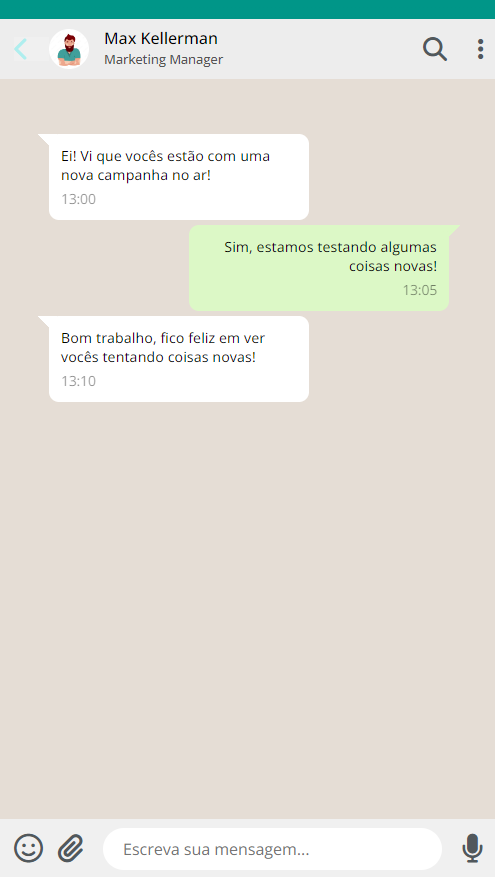 Max Kellerman
Marketing Manager
Ei! Vi que vocês estão com uma
nova campanha no ar!
13:00
Sim, estamos testando algumas
coisas novas!
13:05
Bom trabalho, fico feliz em ver
vocês tentando coisas novas!
13:10
Escreva sua mensagem...